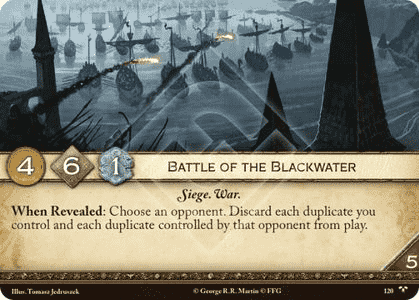 4 6 1 BATTLE OF THE BLACKWATER
Siege. War.
When Revealed: Choose an opponent. Discard each duplicate you
control and each duplicate controlled by that opponent from play.
5
Illus. Tomasz Jedruszek © George R.R. Martin © FFG 120